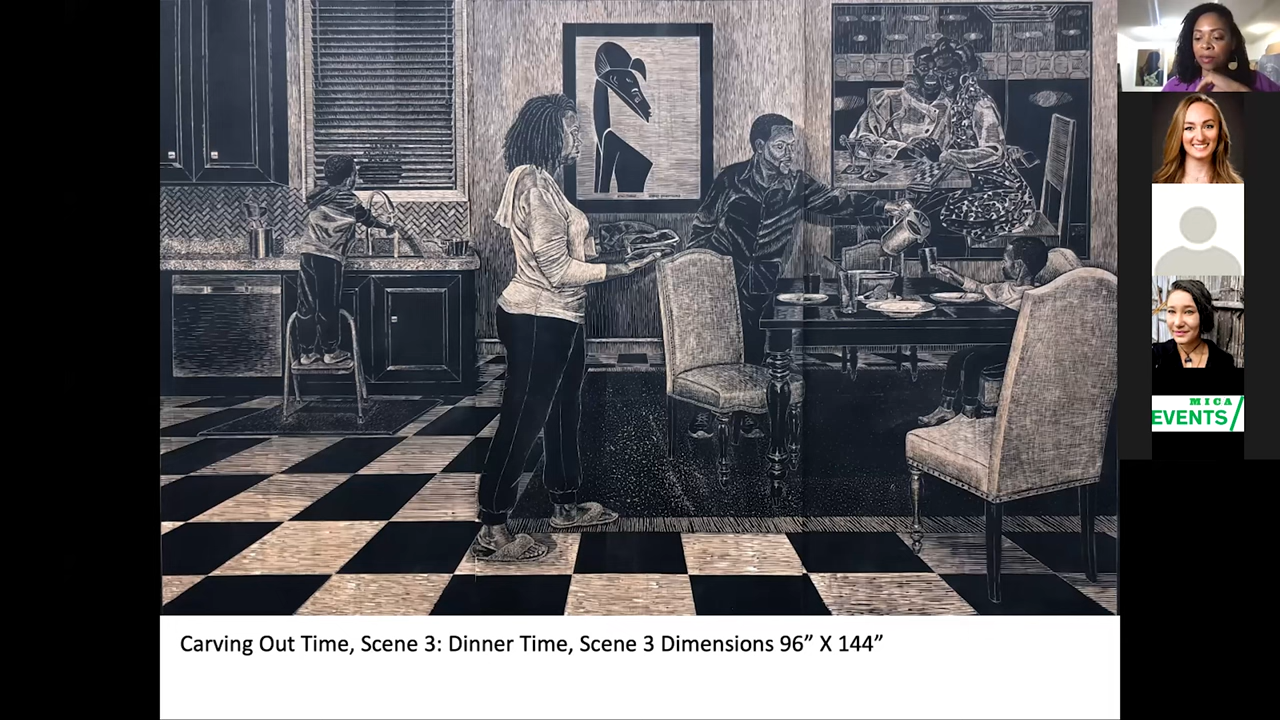 Carving Out Time, Scene 3: Dinner Time, Scene 3 Dimensions 96” X 144”
MICA
EVENTS/